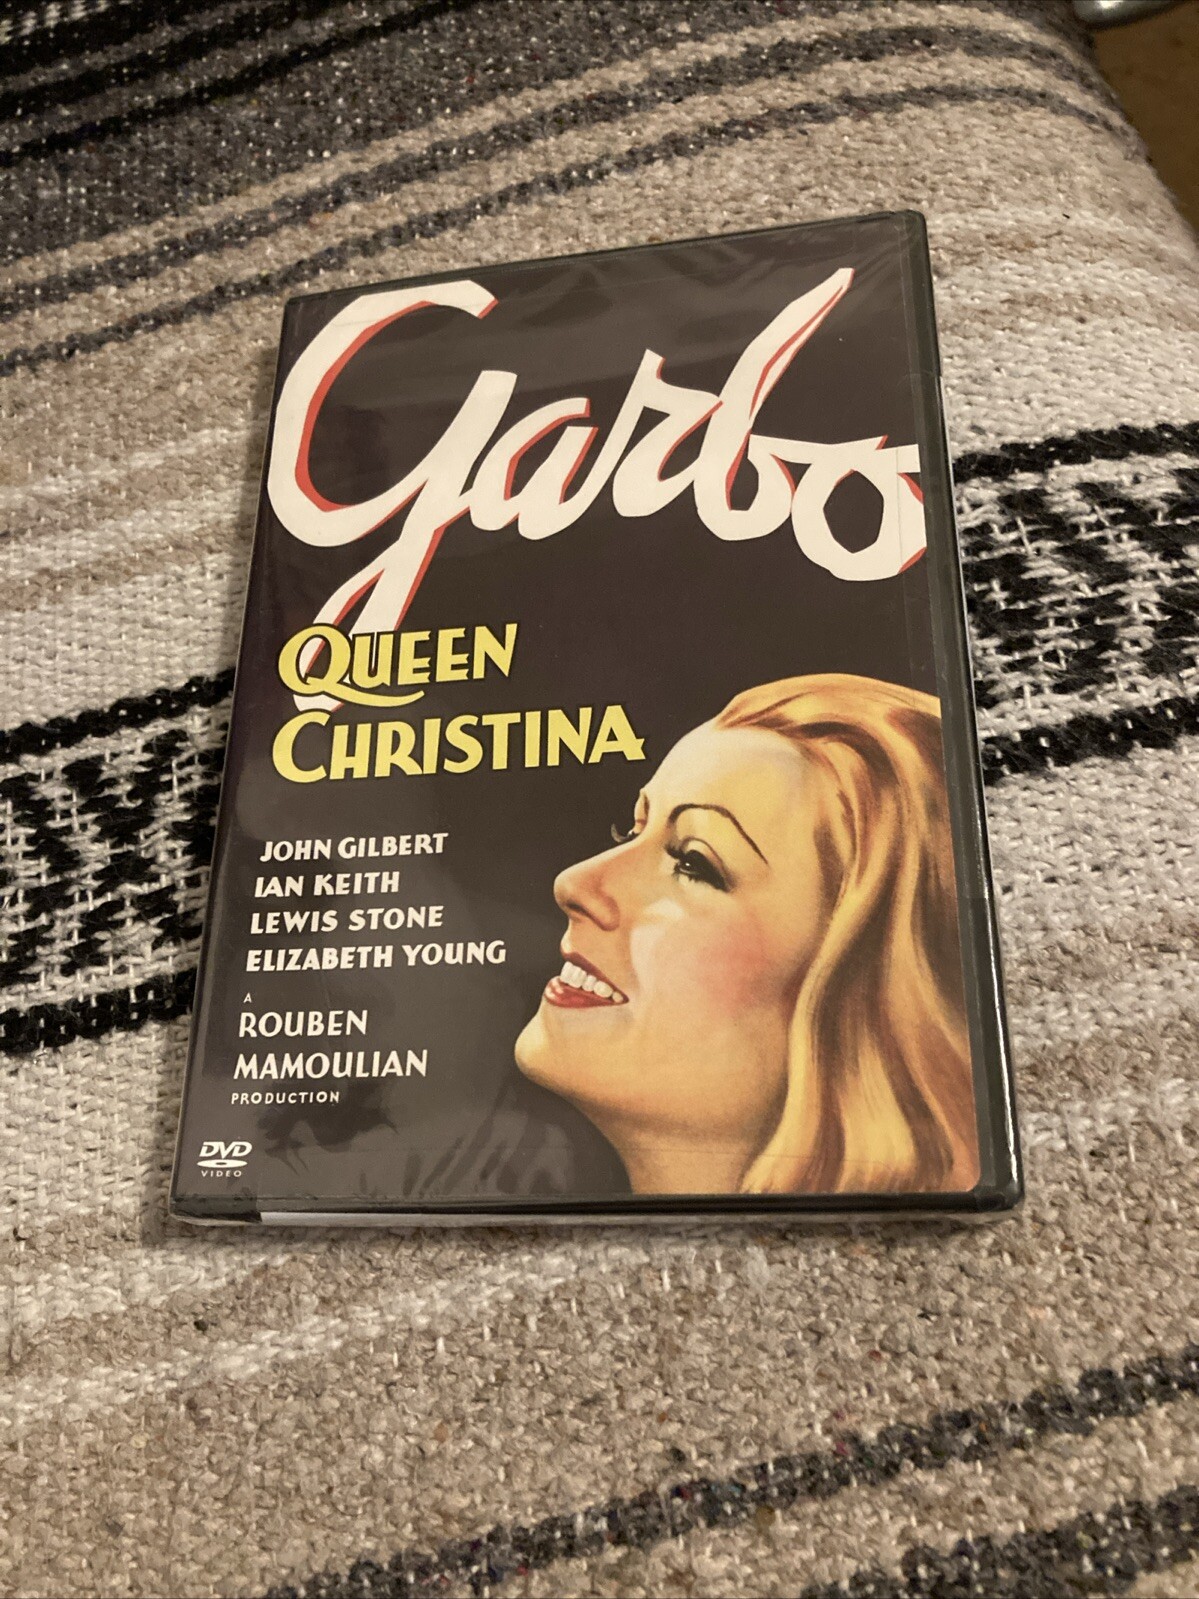 Garbo
QUEEN
CHRISTINA
JOHN GILBERT
IAN KEITH
LEWIS STONE
ELIZABETH YOUNG
A
ROUBEN
MAMOULIAN
PRODUCTION
DVD
VIDEO